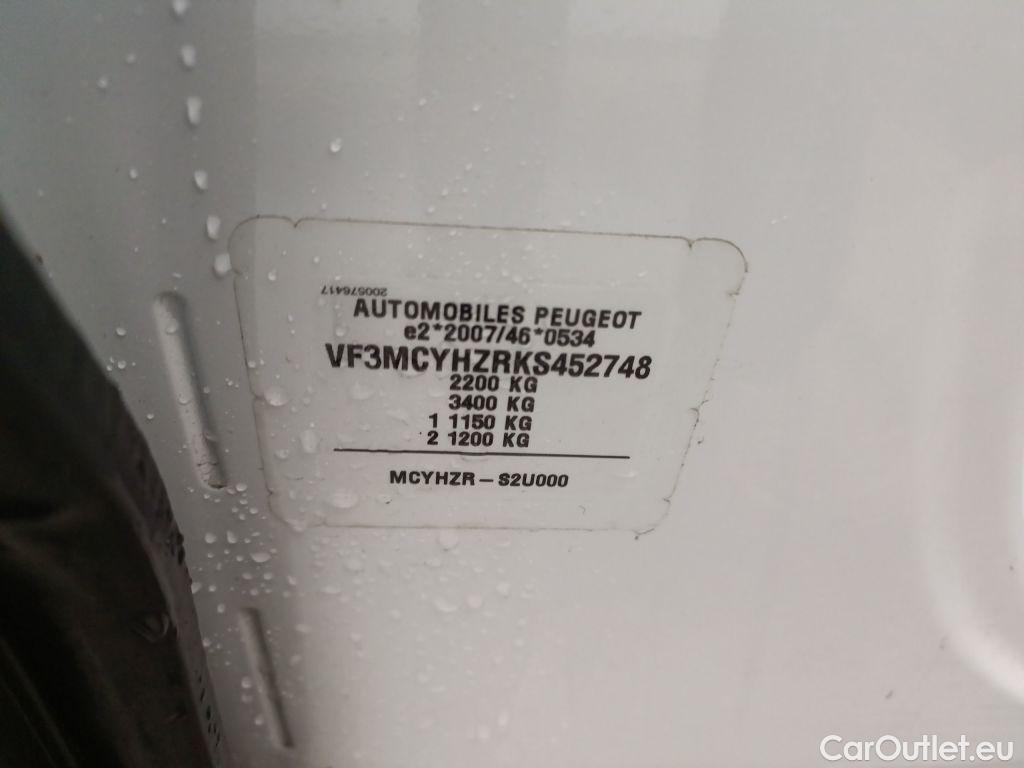 200576417
AUTOMOBILES PEUGEOT
e2*2007/46*0534
VF3MCYHZRKS452748
2200 KG
3400 KG
1 1150 KG
2 1200 KG
MCYHZR – S2U000
CarOutlet.eu